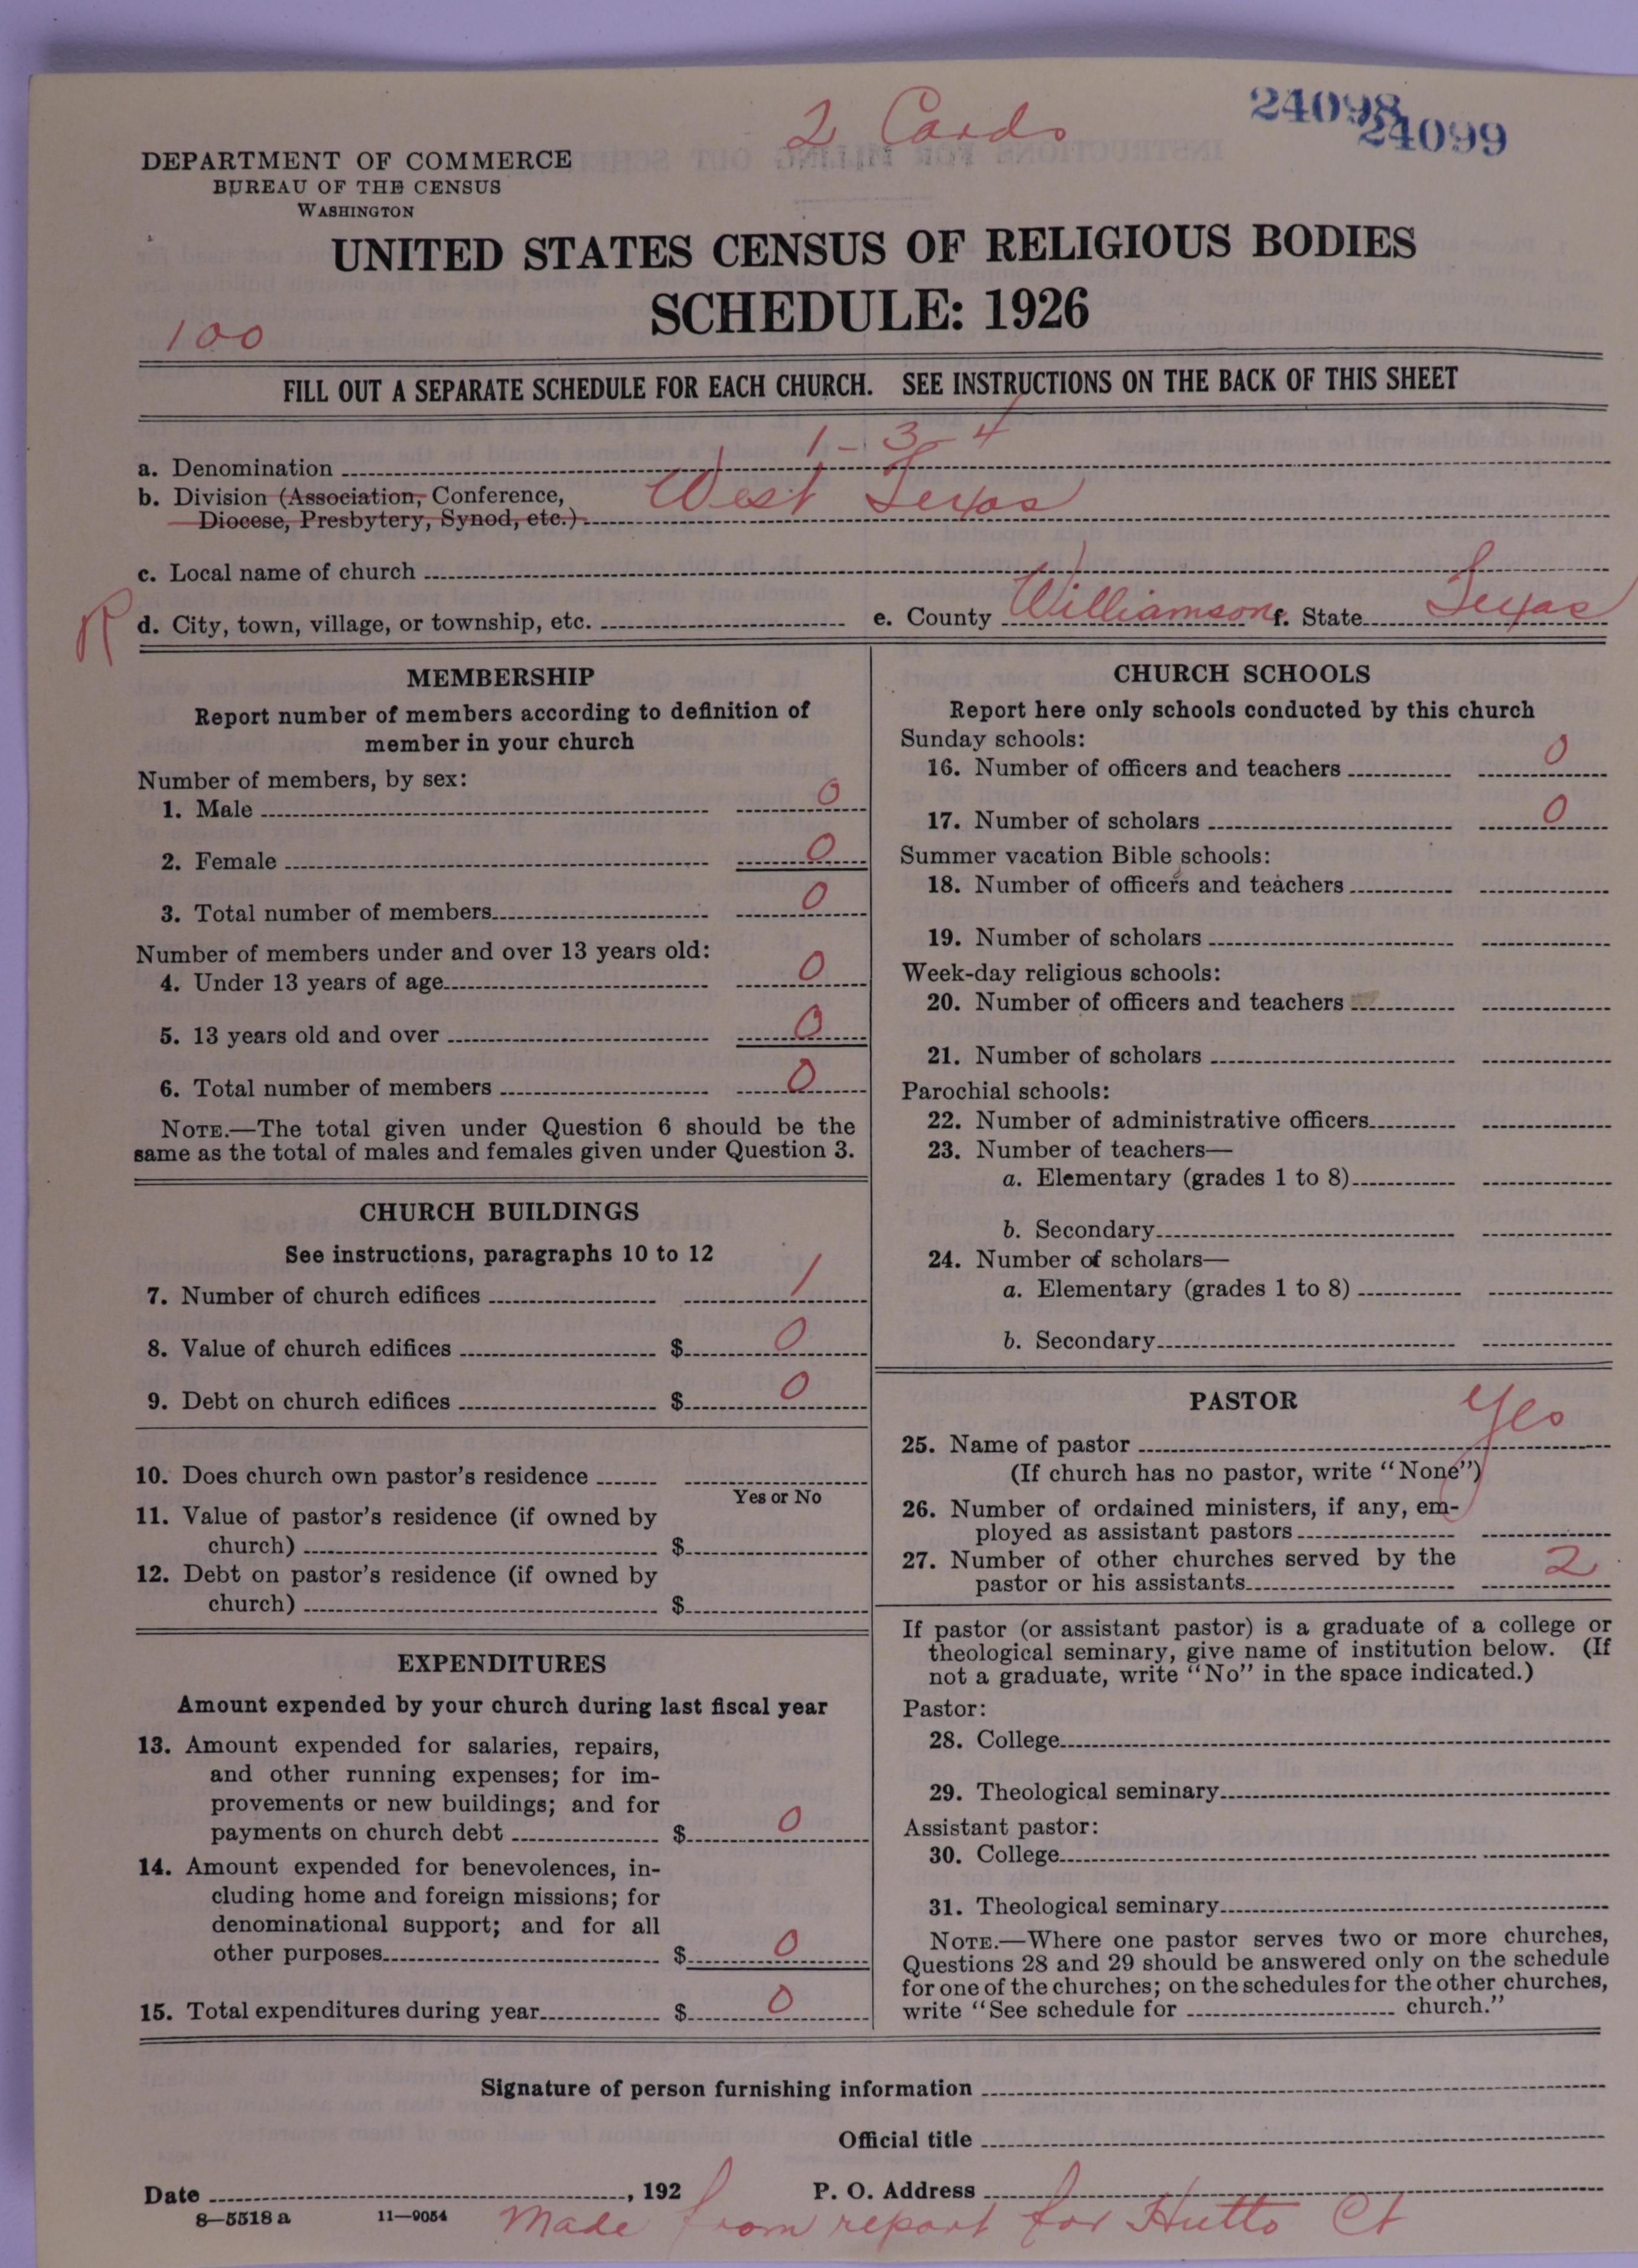 2 Cards
24098
24099
DEPARTMENT OF COMMERCE
BUREAU OF THE CENSUS
WASHINGTON
UNITED STATES CENSUS OF RELIGIOUS BODIES
SCHEDULE: 1926
100
FILL OUT A SEPARATE SCHEDULE FOR EACH CHURCH. SEE INSTRUCTIONS ON THE BACK OF THIS SHEET
a. Denomination 1-3-4
b. Division (Association, Conference,
Diocese, Presbytery, Synod, etc.) West Texas
c. Local name of church
R d. City, town, village, or township, etc. e. County Williamson f. State Texas
MEMBERSHIP
Report number of members according to definition of
member in your church
Number of members, by sex:
1. Male 0
2. Female 0
3. Total number of members 0
Number of members under and over 13 years old:
4. Under 13 years of age 0
5. 13 years old and over 0
6. Total number of members 0
NOTE.—The total given under Question 6 should be the
same as the total of males and females given under Question 3.
CHURCH BUILDINGS
See instructions, paragraphs 10 to 12
7. Number of church edifices 1
8. Value of church edifices $ 0
9. Debt on church edifices $ 0
10. Does church own pastor's residence
Yes or No
11. Value of pastor's residence (if owned by
church) $
12. Debt on pastor's residence (if owned by
church) $
EXPENDITURES
Amount expended by your church during last fiscal year
13. Amount expended for salaries, repairs,
and other running expenses; for im-
provements or new buildings; and for
payments on church debt $ 0
14. Amount expended for benevolences, in-
cluding home and foreign missions; for
denominational support; and for all
other purposes $ 0
15. Total expenditures during year $ 0
CHURCH SCHOOLS
Report here only schools conducted by this church
Sunday schools:
16. Number of officers and teachers 0
17. Number of scholars 0
Summer vacation Bible schools:
18. Number of officers and teachers
19. Number of scholars
Week-day religious schools:
20. Number of officers and teachers
21. Number of scholars
Parochial schools:
22. Number of administrative officers
23. Number of teachers—
a. Elementary (grades 1 to 8)
b. Secondary
24. Number of scholars—
a. Elementary (grades 1 to 8)
b. Secondary
PASTOR
25. Name of pastor Yes
(If church has no pastor, write "None")
26. Number of ordained ministers, if any, em-
ployed as assistant pastors
27. Number of other churches served by the
pastor or his assistants 2
If pastor (or assistant pastor) is a graduate of a college or
theological seminary, give name of institution below. (If
not a graduate, write "No" in the space indicated.)
Pastor:
28. College
29. Theological seminary
Assistant pastor:
30. College
31. Theological seminary
NOTE.—Where one pastor serves two or more churches,
Questions 28 and 29 should be answered only on the schedule
for one of the churches; on the schedules for the other churches,
write "See schedule for church."
Signature of person furnishing information
Official title
Date , 192 P. O. Address
8—5518 a 11—9054
Made from report for Hutto Ct